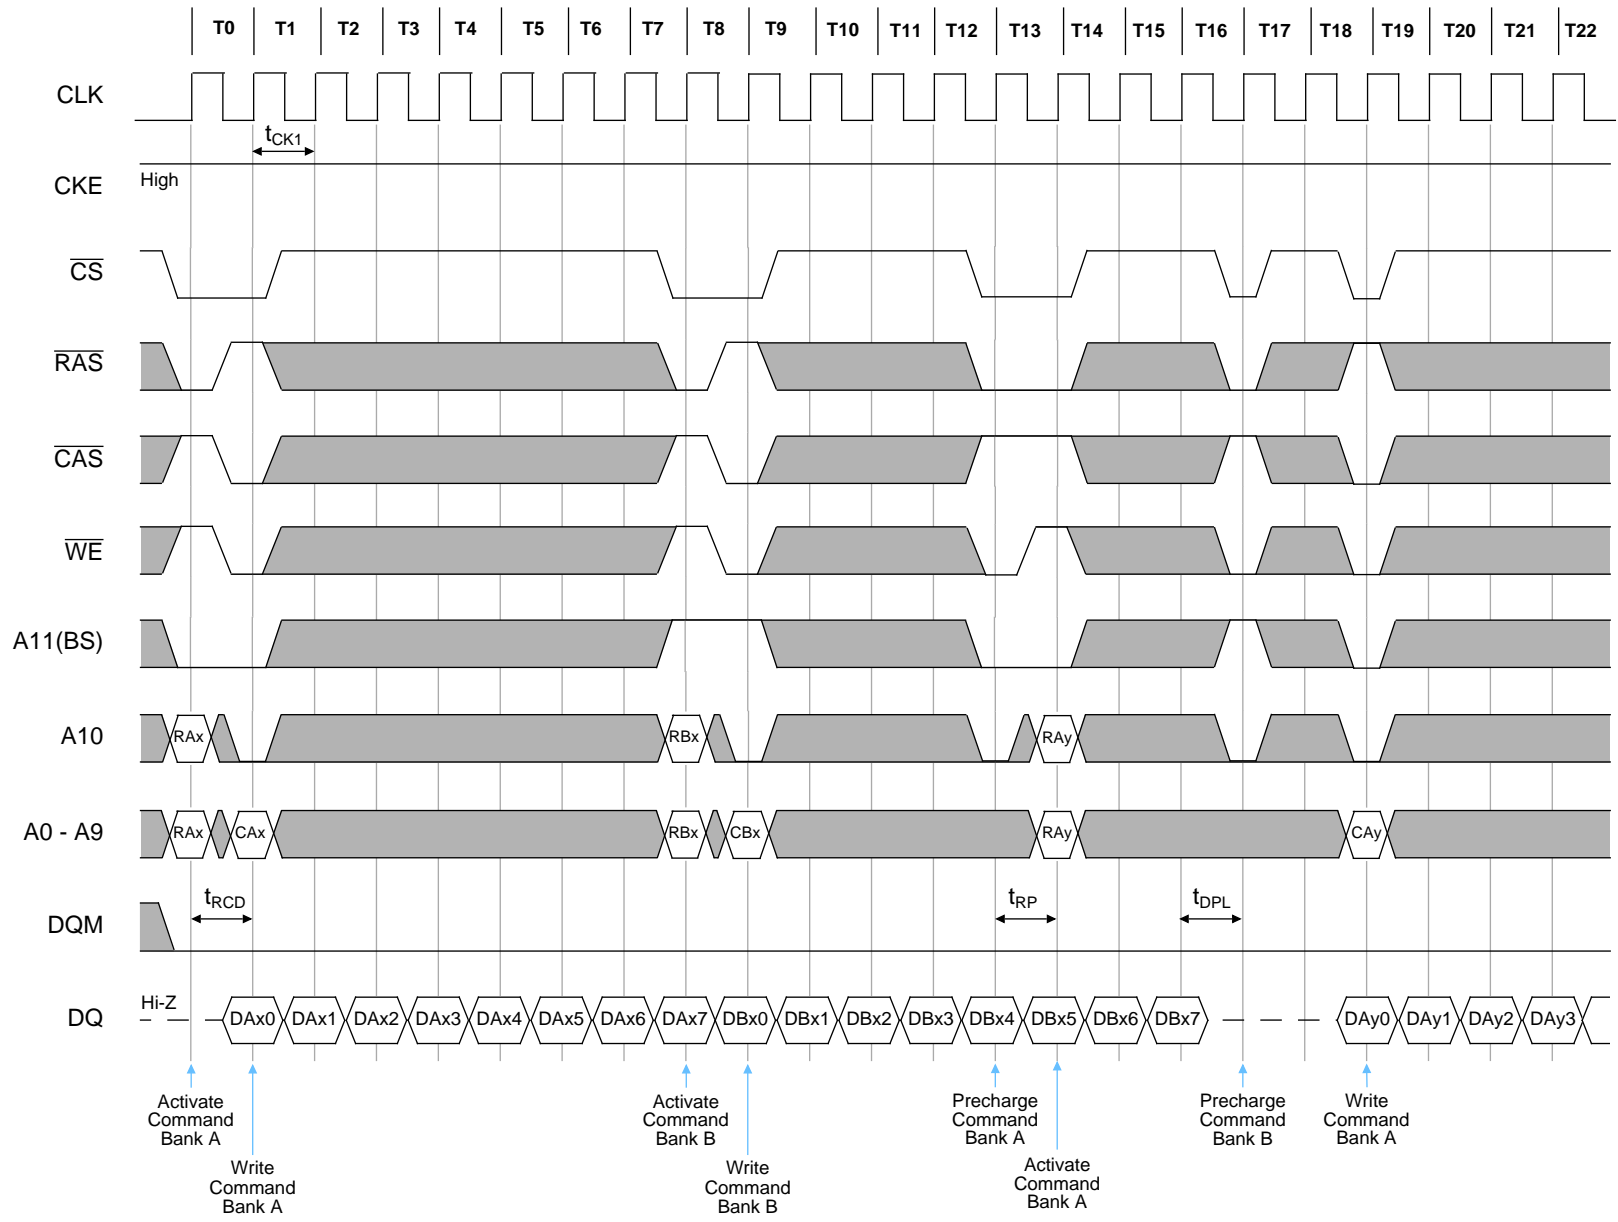 T0 T1 T2 T3 T4 T5 T6 T7 T8 T9 T10 T11 T12 T13 T14 T15 T16 T17 T18 T19 T20 T21 T22
CLK
tCK1
CKE High
CS
RAS
CAS
WE
A11(BS)
A10 RAx RBx RAy
A0 - A9 RAx CAx RBx CBx RAy CAy
tRCD tRP tDPL
DQM
Hi-Z
DQ DAx0 DAx1 DAx2 DAx3 DAx4 DAx5 DAx6 DAx7 DBx0 DBx1 DBx2 DBx3 DBx4 DBx5 DBx6 DBx7 DAy0 DAy1 DAy2 DAy3
Activate
Command
Bank A
Write
Command
Bank A
Activate
Command
Bank B
Write
Command
Bank B
Precharge
Command
Bank A
Activate
Command
Bank A
Precharge
Command
Bank B
Write
Command
Bank A